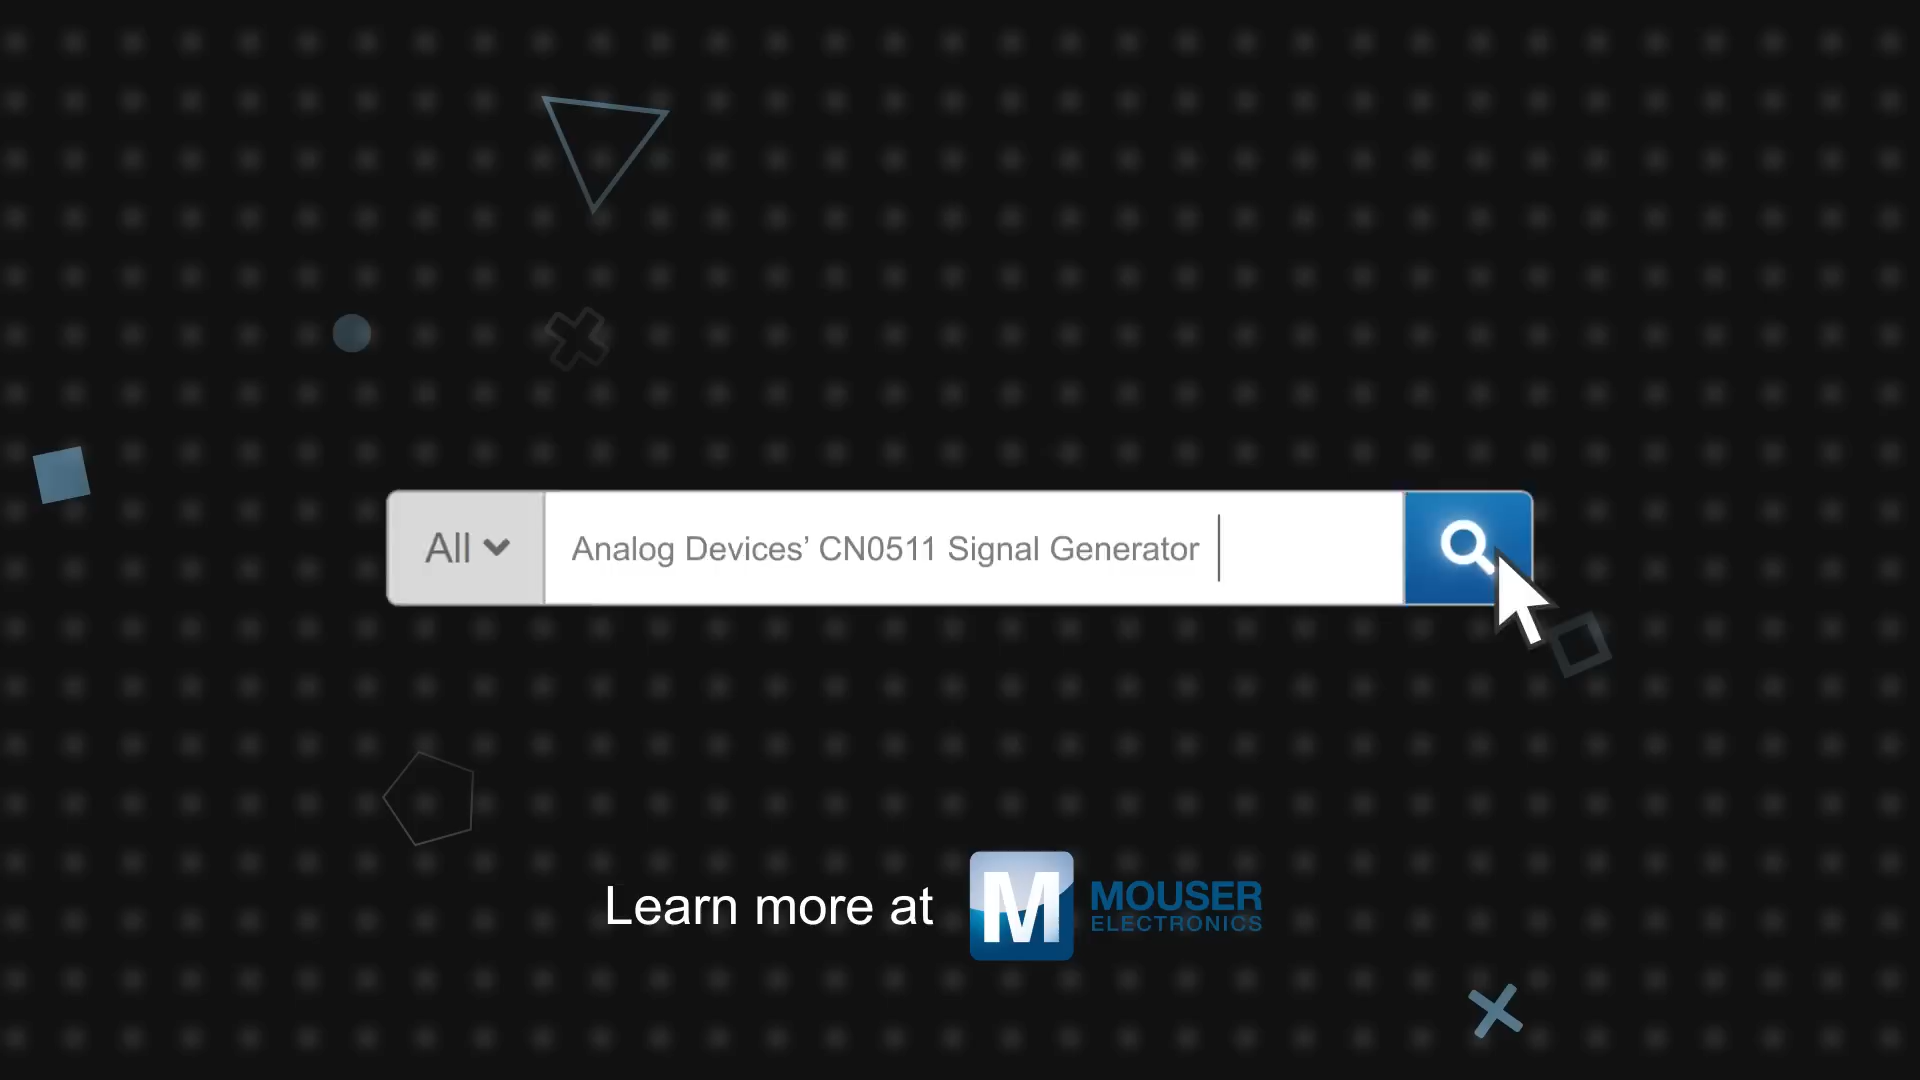 All
Analog Devices’ CN0511 Signal Generator
Learn more at
M
MOUSER
ELECTRONICS